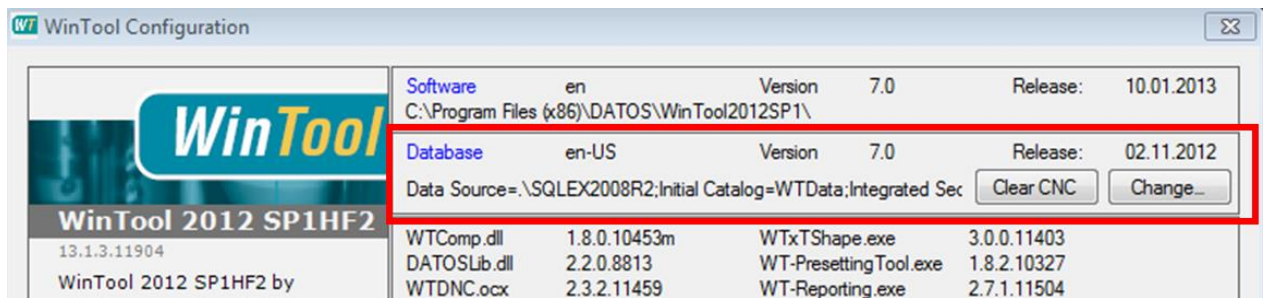 WT WinTool Configuration
WinTool
WinTool 2012 SP1HF2
13.1.3.11904
WinTool 2012 SP1HF2 by
Software en Version 7.0 Release: 10.01.2013
C:\Program Files (x86)\DATOS\WinTool2012SP1\
Database en-US Version 7.0 Release: 02.11.2012
Data Source=.\SQLEX2008R2;Initial Catalog=WTData;Integrated Sec Clear CNC Change...
WTComp.dll 1.8.0.10453m WTxTShape.exe 3.0.0.11403
DATOSLib.dll 2.2.0.8813 WT-PresettingTool.exe 1.8.2.10327
WTDNC.ocx 2.3.2.11459 WT-Reporting.exe 2.7.1.11504